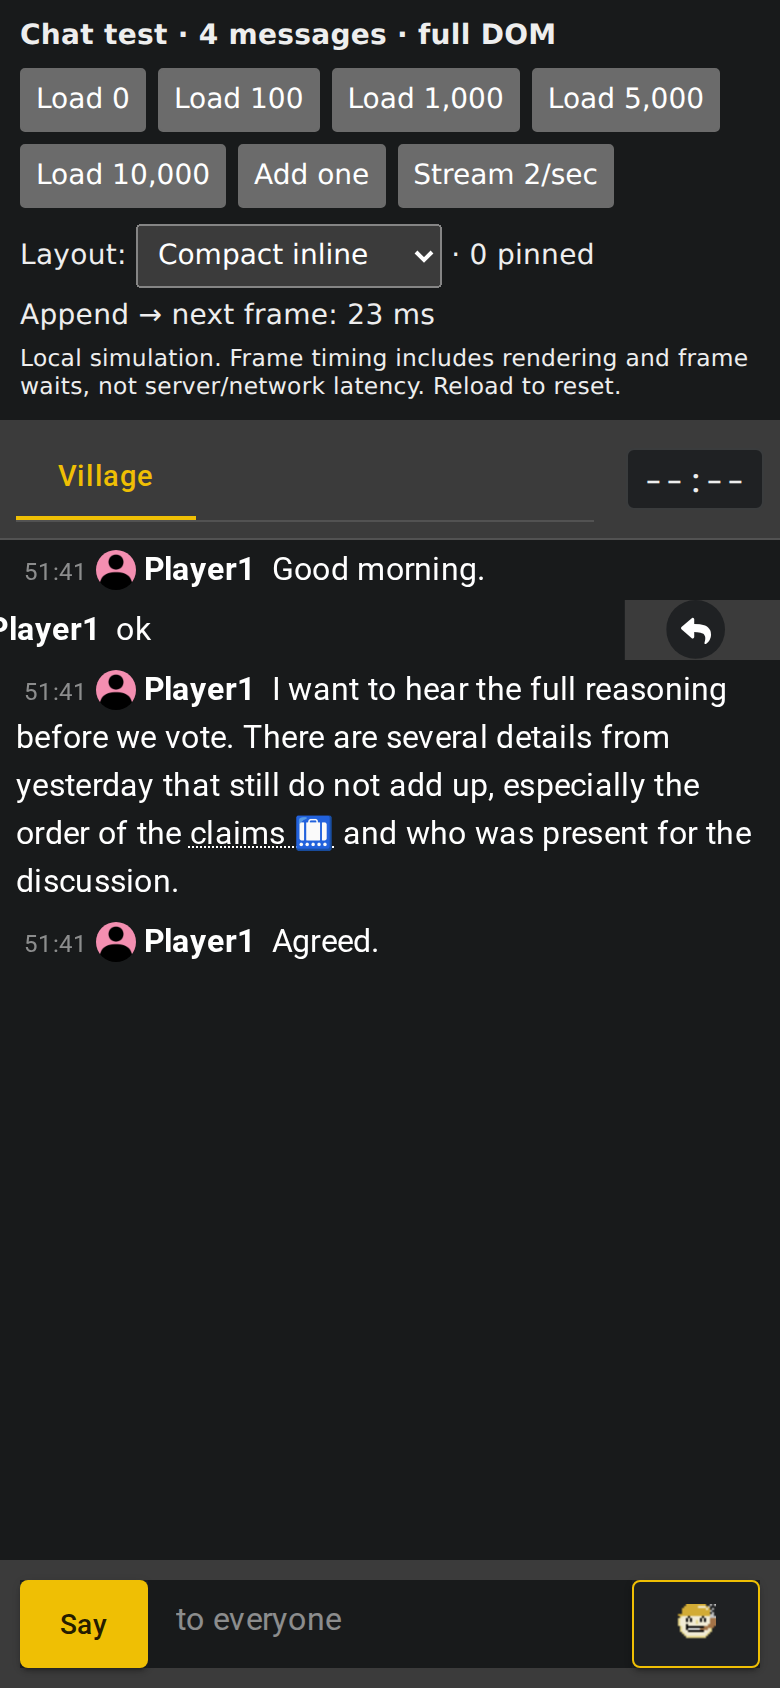 Chat test · 4 messages · full DOM
Load 0 Load 100 Load 1,000 Load 5,000
Load 10,000 Add one Stream 2/sec
Layout: Compact inline · 0 pinned
Append → next frame: 23 ms
Local simulation. Frame timing includes rendering and frame
waits, not server/network latency. Reload to reset.
Village --:--
51:41 Player1 Good morning.
Player1 ok
51:41 Player1 I want to hear the full reasoning
before we vote. There are several details from
yesterday that still do not add up, especially the
order of the claims 🛄 and who was present for the
discussion.
51:41 Player1 Agreed.
Say to everyone